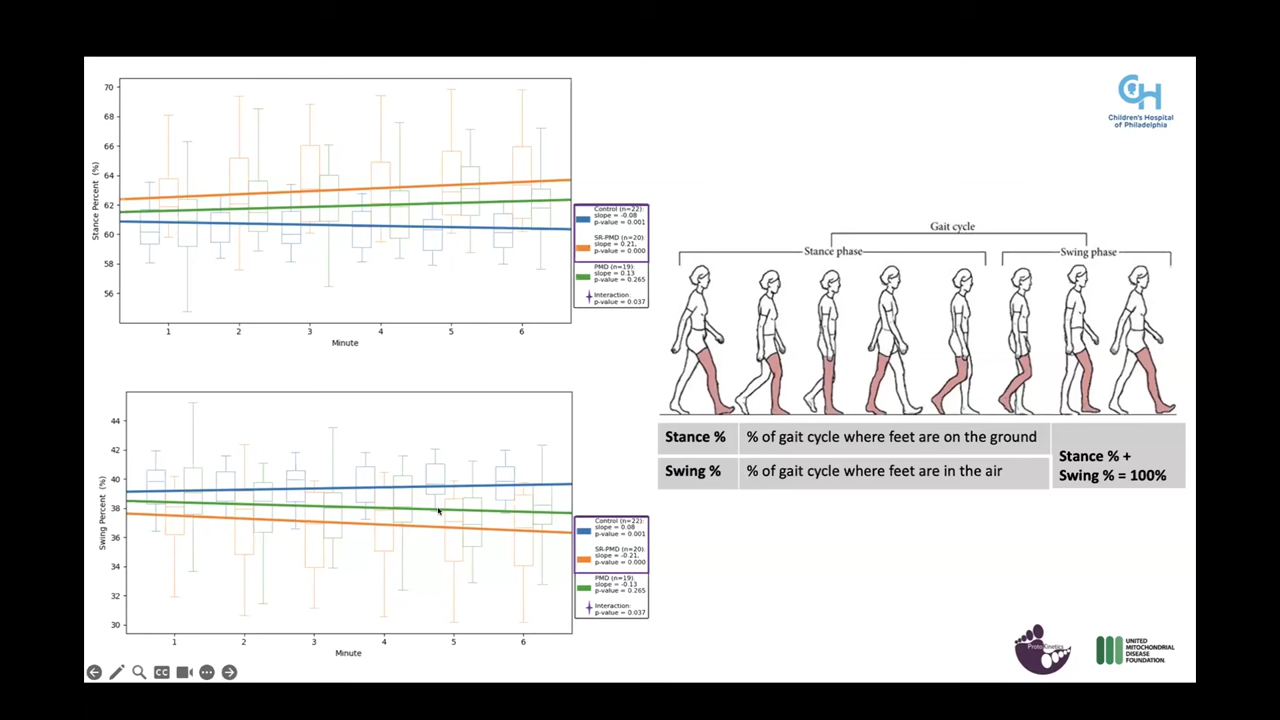 70
68
66
64
62
60
58
56
Stance Percent (%)
1 2 3 4 5 6
Minute
Control (n=22):
slope = -0.08
p-value = 0.001
SR-PMD (n=20):
slope = 0.21,
p-value = 0.000
PMD (n=19):
slope = 0.13
p-value = 0.265
Interaction:
p-value = 0.037
44
42
40
38
36
34
32
30
Swing Percent (%)
1 2 3 4 5 6
Minute
Control (n=22):
slope = 0.08
p-value = 0.001
SR-PMD (n=20):
slope = -0.21,
p-value = 0.000
PMD (n=19):
slope = -0.13
p-value = 0.265
Interaction:
p-value = 0.037
CH
Children's Hospital
of Philadelphia
Gait cycle
Stance phase
Swing phase
Stance %
% of gait cycle where feet are on the ground
Swing %
% of gait cycle where feet are in the air
Stance % +
Swing % = 100%
ProtoKinetics
UNITED
MITOCHONDRIAL
DISEASE
FOUNDATION.
CC